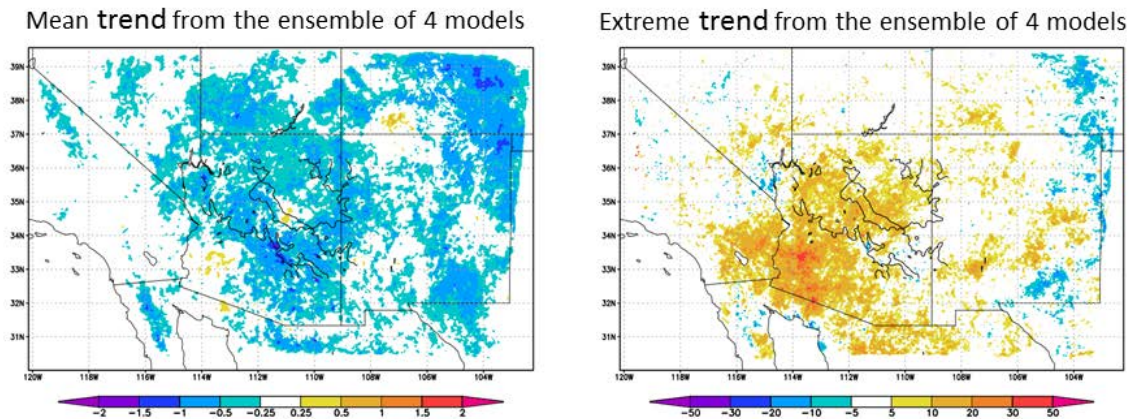 Mean trend from the ensemble of 4 models
Extreme trend from the ensemble of 4 models
39N
38N
37N
36N
35N
34N
33N
32N
31N
120W 118W 116W 114W 112W 110W 108W 106W 104W
-2 -1.5 -1 -0.5 -0.25 0.25 0.5 1 1.5 2
39N
38N
37N
36N
35N
34N
33N
32N
31N
120W 118W 116W 114W 112W 110W 108W 106W 104W
-50 -30 -20 -10 -5 5 10 20 30 50